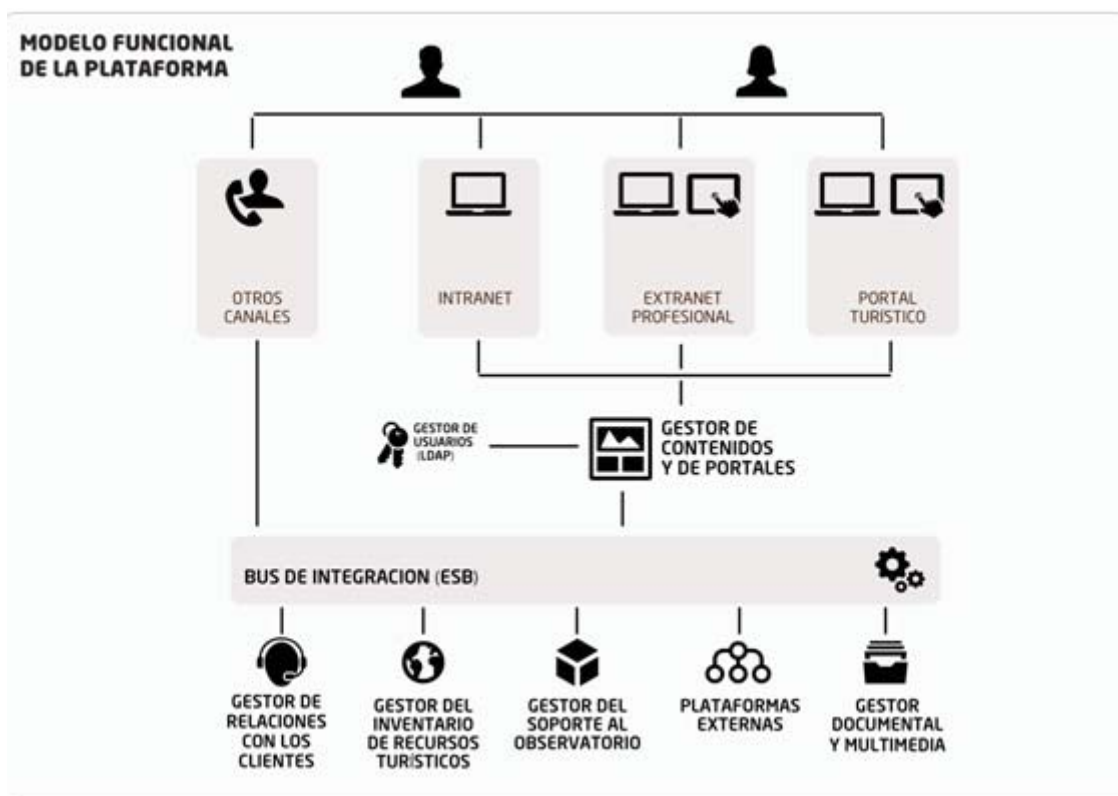 MODELO FUNCIONAL
DE LA PLATAFORMA
OTROS
CANALES
INTRANET
EXTRANET
PROFESIONAL
PORTAL
TURÍSTICO
GESTOR DE
USUARIOS
(LDAP)
GESTOR DE
CONTENIDOS
Y DE PORTALES
BUS DE INTEGRACION (ESB)
GESTOR DE
RELACIONES
CON LOS
CLIENTES
GESTOR DEL
INVENTARIO
DE RECURSOS
TURÍSTICOS
GESTOR DEL
SOPORTE AL
OBSERVATORIO
PLATAFORMAS
EXTERNAS
GESTOR
DOCUMENTAL
Y MULTIMEDIA